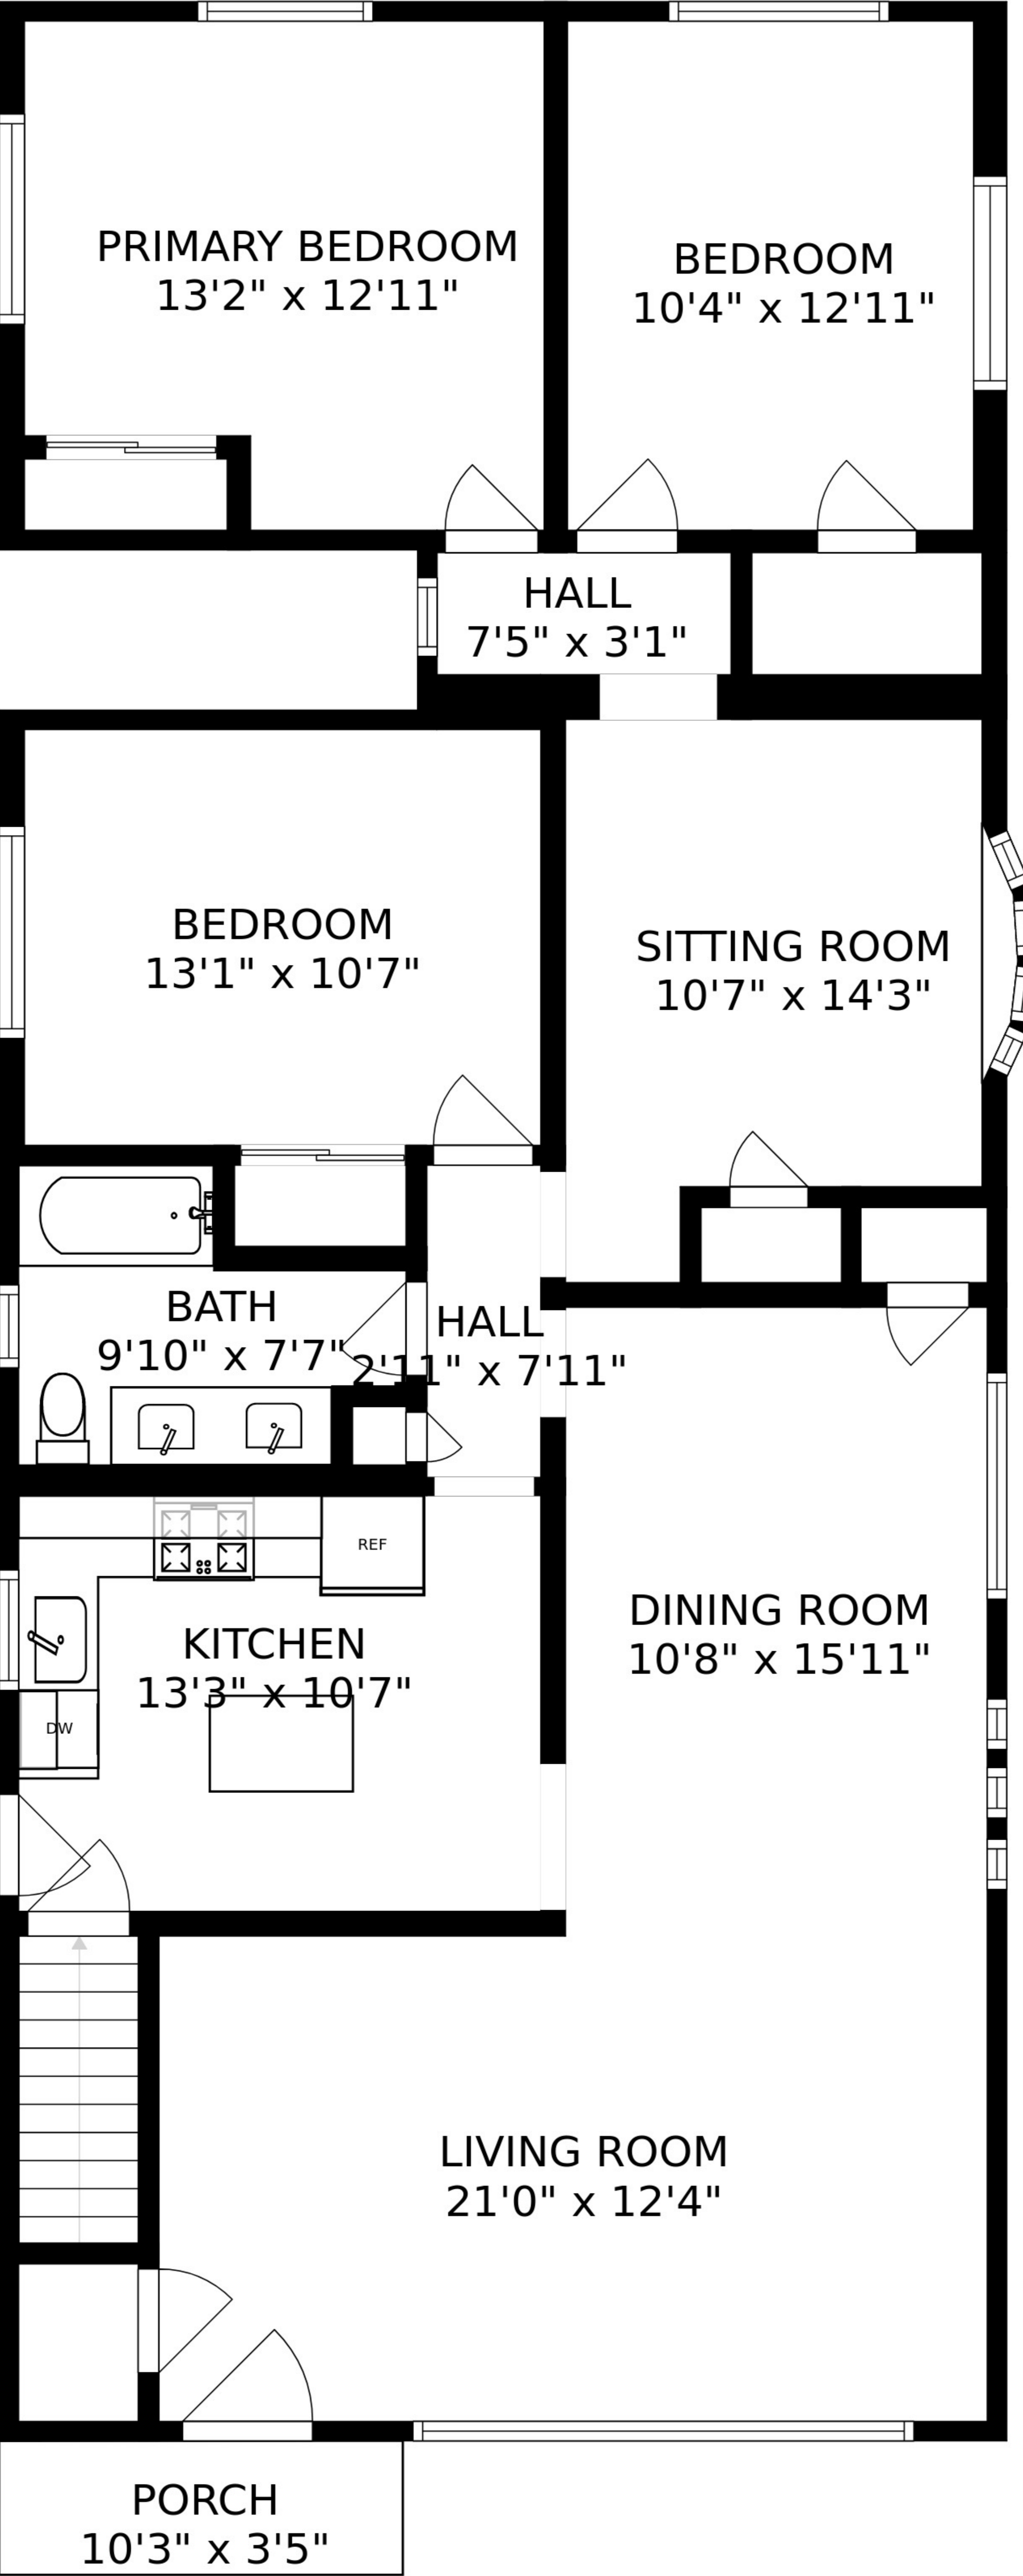 PRIMARY BEDROOM
13'2" x 12'11"
BEDROOM
10'4" x 12'11"
HALL
7'5" x 3'1"
BEDROOM
13'1" x 10'7"
SITTING ROOM
10'7" x 14'3"
BATH
9'10" x 7'7"
HALL
2'11" x 7'11"
REF
KITCHEN
13'3" x 10'7"
DW
DINING ROOM
10'8" x 15'11"
LIVING ROOM
21'0" x 12'4"
PORCH
10'3" x 3'5"